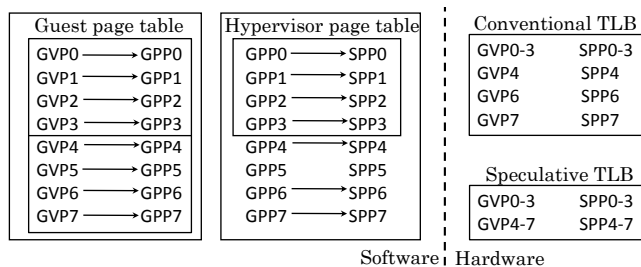 Guest page table
GVP0 GPP0
GVP1 GPP1
GVP2 GPP2
GVP3 GPP3
GVP4 GPP4
GVP5 GPP5
GVP6 GPP6
GVP7 GPP7
Hypervisor page table
GPP0 SPP0
GPP1 SPP1
GPP2 SPP2
GPP3 SPP3
GPP4 SPP4
GPP5 SPP5
GPP6 SPP6
GPP7 SPP7
Software
Conventional TLB
GVP0-3 SPP0-3
GVP4 SPP4
GVP6 SPP6
GVP7 SPP7
Speculative TLB
GVP0-3 SPP0-3
GVP4-7 SPP4-7
Hardware